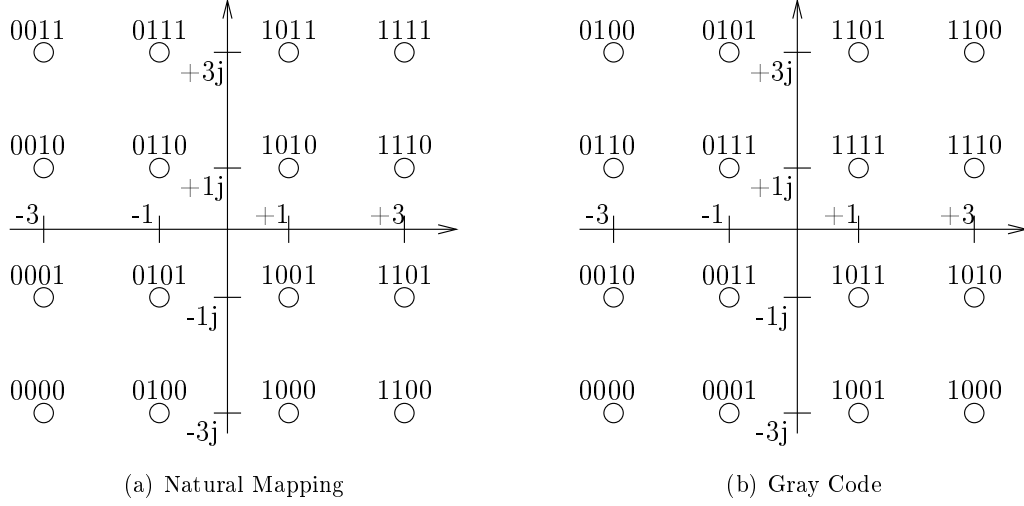 0011 0111 1011 1111 0100 0101 1101 1100
+3j +3j
0010 0110 1010 1110 0110 0111 1111 1110
+1j +1j
-3 -1 +1 +3 -3 -1 +1 +3
0001 0101 1001 1101 0010 0011 1011 1010
-1j -1j
0000 0100 1000 1100 0000 0001 1001 1000
-3j -3j
(a) Natural Mapping (b) Gray Code